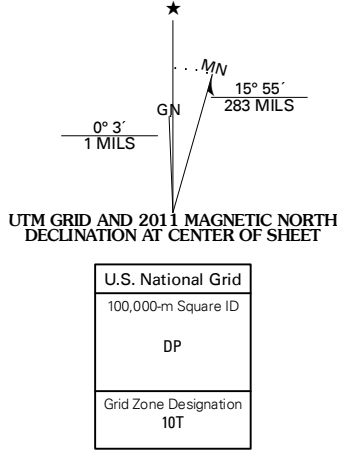 MN
15° 55´
283 MILS
GN
0° 3´
1 MILS
UTM GRID AND 2011 MAGNETIC NORTH
DECLINATION AT CENTER OF SHEET
U.S. National Grid
100,000-m Square ID
DP
Grid Zone Designation
10T